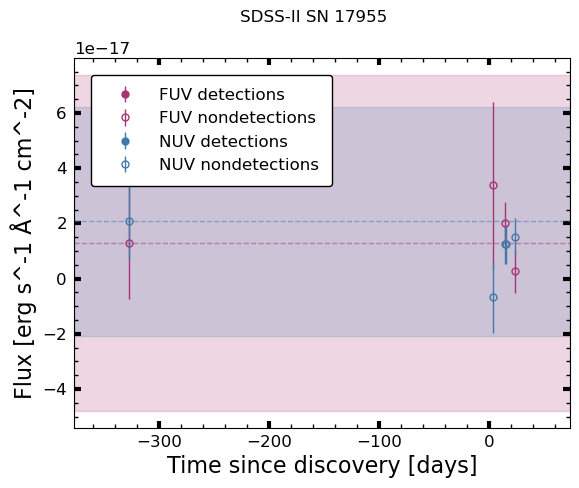 SDSS-II SN 17955
1e−17
FUV detections
FUV nondetections
NUV detections
NUV nondetections
6
4
2
0
−2
−4
Flux [erg s^-1 Å^-1 cm^-2]
−300
−200
−100
0
Time since discovery [days]